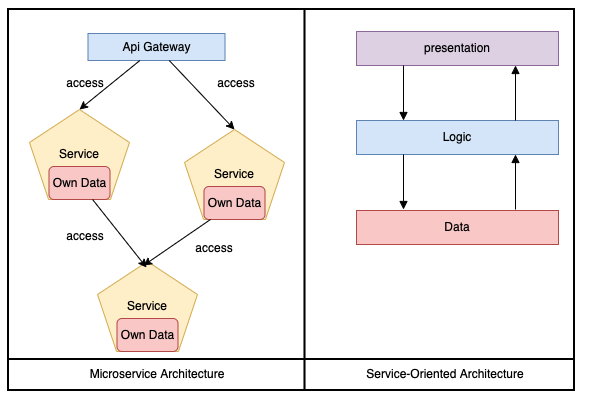 Api Gateway
access
access
Service
Own Data
Service
Own Data
access
access
Service
Own Data
Microservice Architecture
presentation
Logic
Data
Service-Oriented Architecture